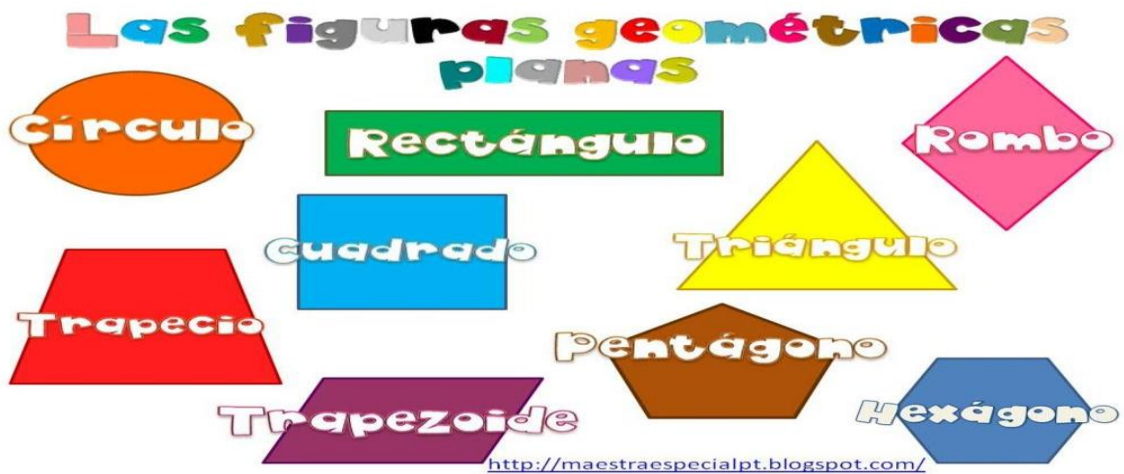 Las figuras geométricas
planas
Círculo
Rectángulo
Rombo
Cuadrado
Triángulo
Trapecio
Pentágono
Trapezoide
Hexágono
http://maestraespecialpt.blogspot.com/